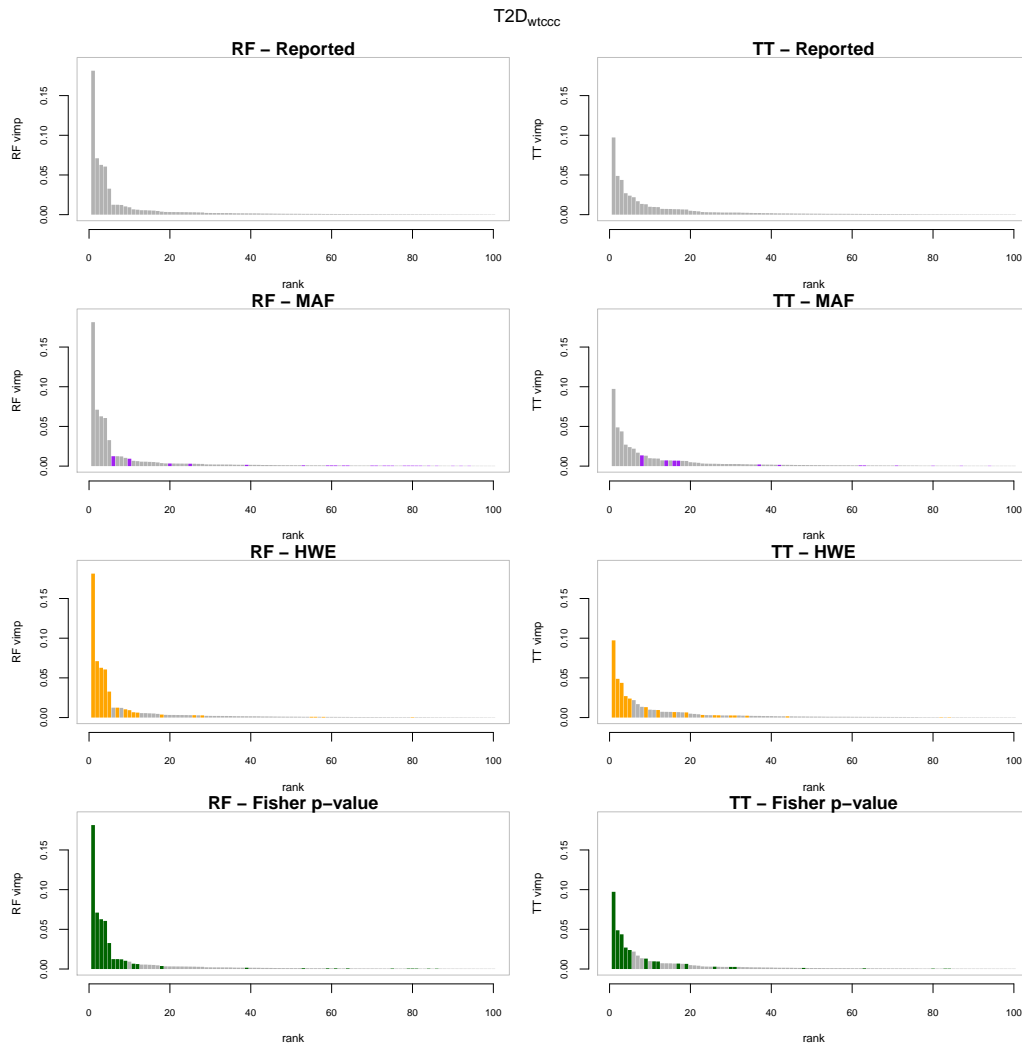 T2Dwtccc
RF – Reported
TT – Reported
RF vimp
0.00 0.05 0.10 0.15
0 20 40 60 80 100
rank
TT vimp
0.00 0.05 0.10 0.15
0 20 40 60 80 100
rank
RF – MAF
TT – MAF
RF vimp
0.00 0.05 0.10 0.15
0 20 40 60 80 100
rank
TT vimp
0.00 0.05 0.10 0.15
0 20 40 60 80 100
rank
RF – HWE
TT – HWE
RF vimp
0.00 0.05 0.10 0.15
0 20 40 60 80 100
rank
TT vimp
0.00 0.05 0.10 0.15
0 20 40 60 80 100
rank
RF – Fisher p–value
TT – Fisher p–value
RF vimp
0.00 0.05 0.10 0.15
0 20 40 60 80 100
rank
TT vimp
0.00 0.05 0.10 0.15
0 20 40 60 80 100
rank